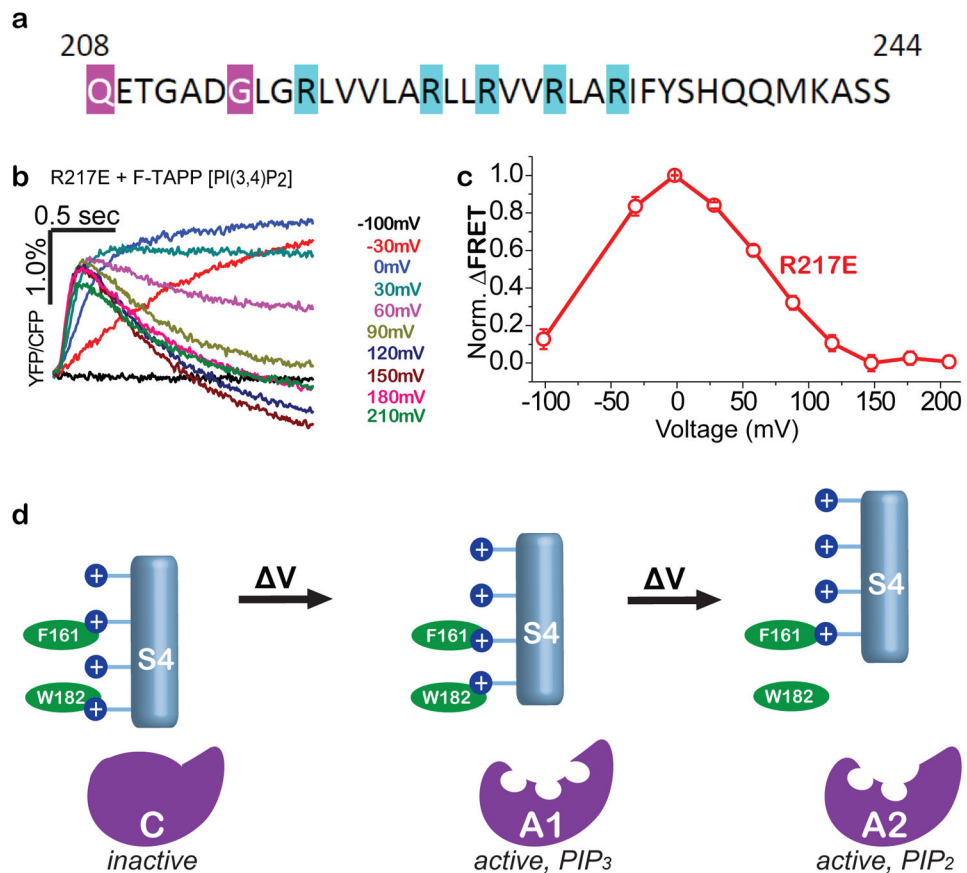 a
208 244
QETGADGLGRLVVLARLLRVVRLARIFYSHQQMKASS
b R217E + F-TAPP [PI(3,4)P₂]
0.5 sec
1.0%
YFP/CFP
-100mV
-30mV
0mV
30mV
60mV
90mV
120mV
150mV
180mV
210mV
c
Norm. ΔFRET
1.0
0.8
0.6
0.4
0.2
0.0
R217E
-100 -50 0 50 100 150 200
Voltage (mV)
d
ΔV ΔV
+ + + + S4 F161 W182
+ + + + S4 F161 W182
+ + + + S4 F161 W182
C A1 A2
inactive active, PIP₃ active, PIP₂